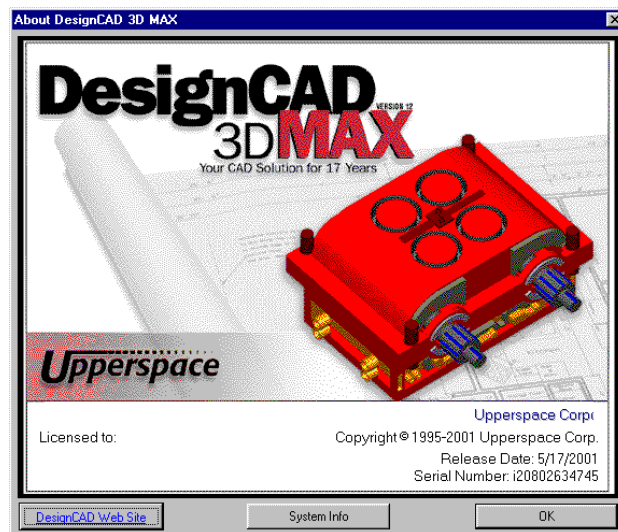 About DesignCAD 3D MAX
DesignCAD
VERSION 12
3DMAX
Your CAD Solution for 17 Years
Upperspace
Upperspace Corp
Licensed to:
Copyright © 1995-2001 Upperspace Corp.
Release Date: 5/17/2001
Serial Number: i20802634745
DesignCAD Web Site
System Info
OK